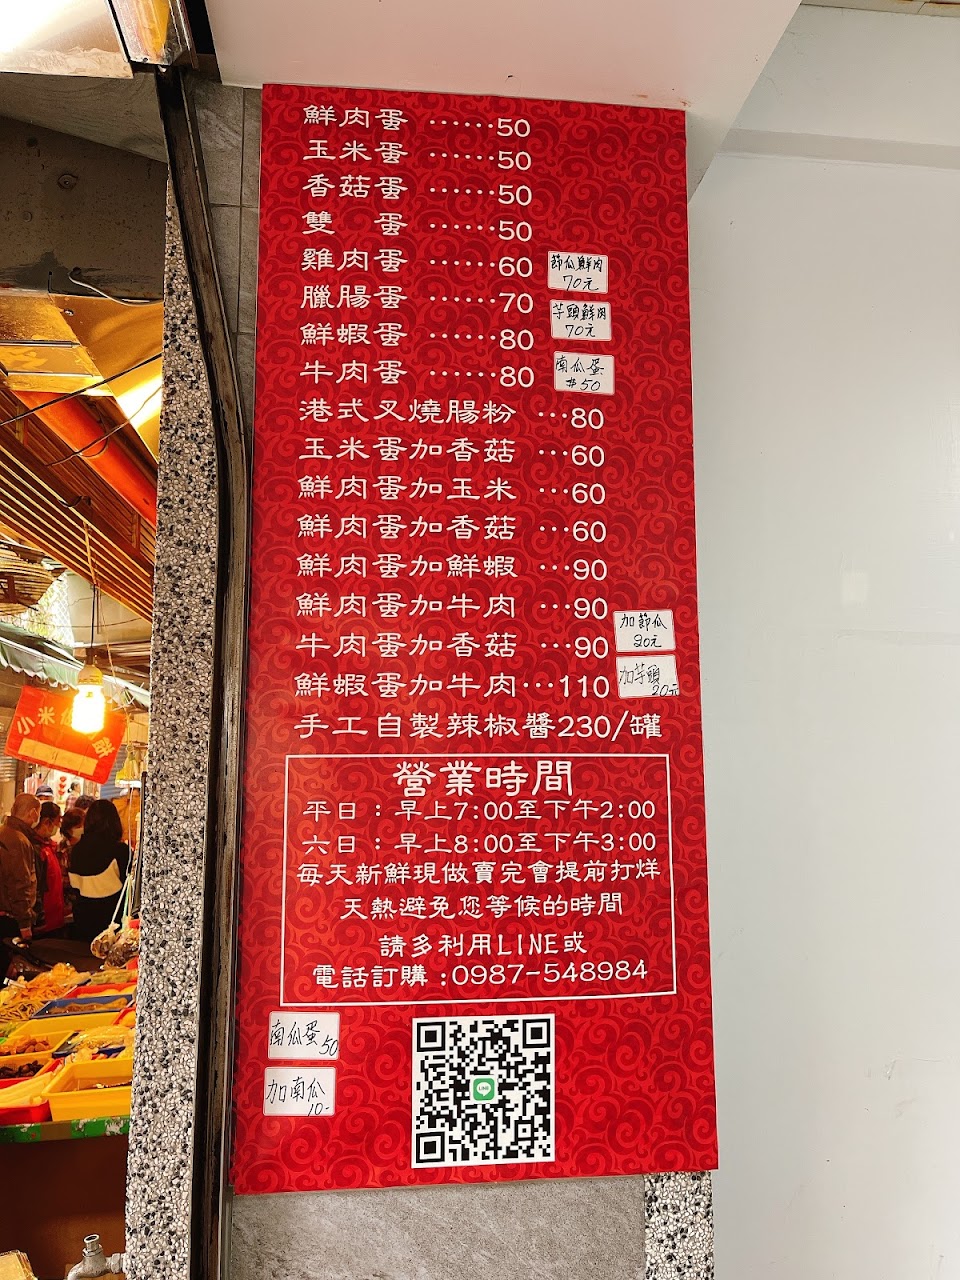 鮮肉蛋 ······50
玉米蛋 ······50
香菇蛋 ······50
雙 蛋 ······50
雞肉蛋 ······60
臘腸蛋 ······70
鮮蝦蛋 ······80
牛肉蛋 ······80
節瓜鮮肉
70元
芋頭鮮肉
70元
南瓜蛋
#50
港式叉燒腸粉 ···80
玉米蛋加香菇 ···60
鮮肉蛋加玉米 ···60
鮮肉蛋加香菇 ···60
鮮肉蛋加鮮蝦 ···90
鮮肉蛋加牛肉 ···90
牛肉蛋加香菇 ···90
鮮蝦蛋加牛肉···110
加節瓜
20元
加芋頭
20元
手工自製辣椒醬230/罐
營業時間
平日：早上7:00至下午2:00
六日：早上8:00至下午3:00
每天新鮮現做賣完會提前打烊
天熱避免您等候的時間
請多利用LINE或
電話訂購:0987-548984
南瓜蛋 50
加南瓜
10-
LINE
小米